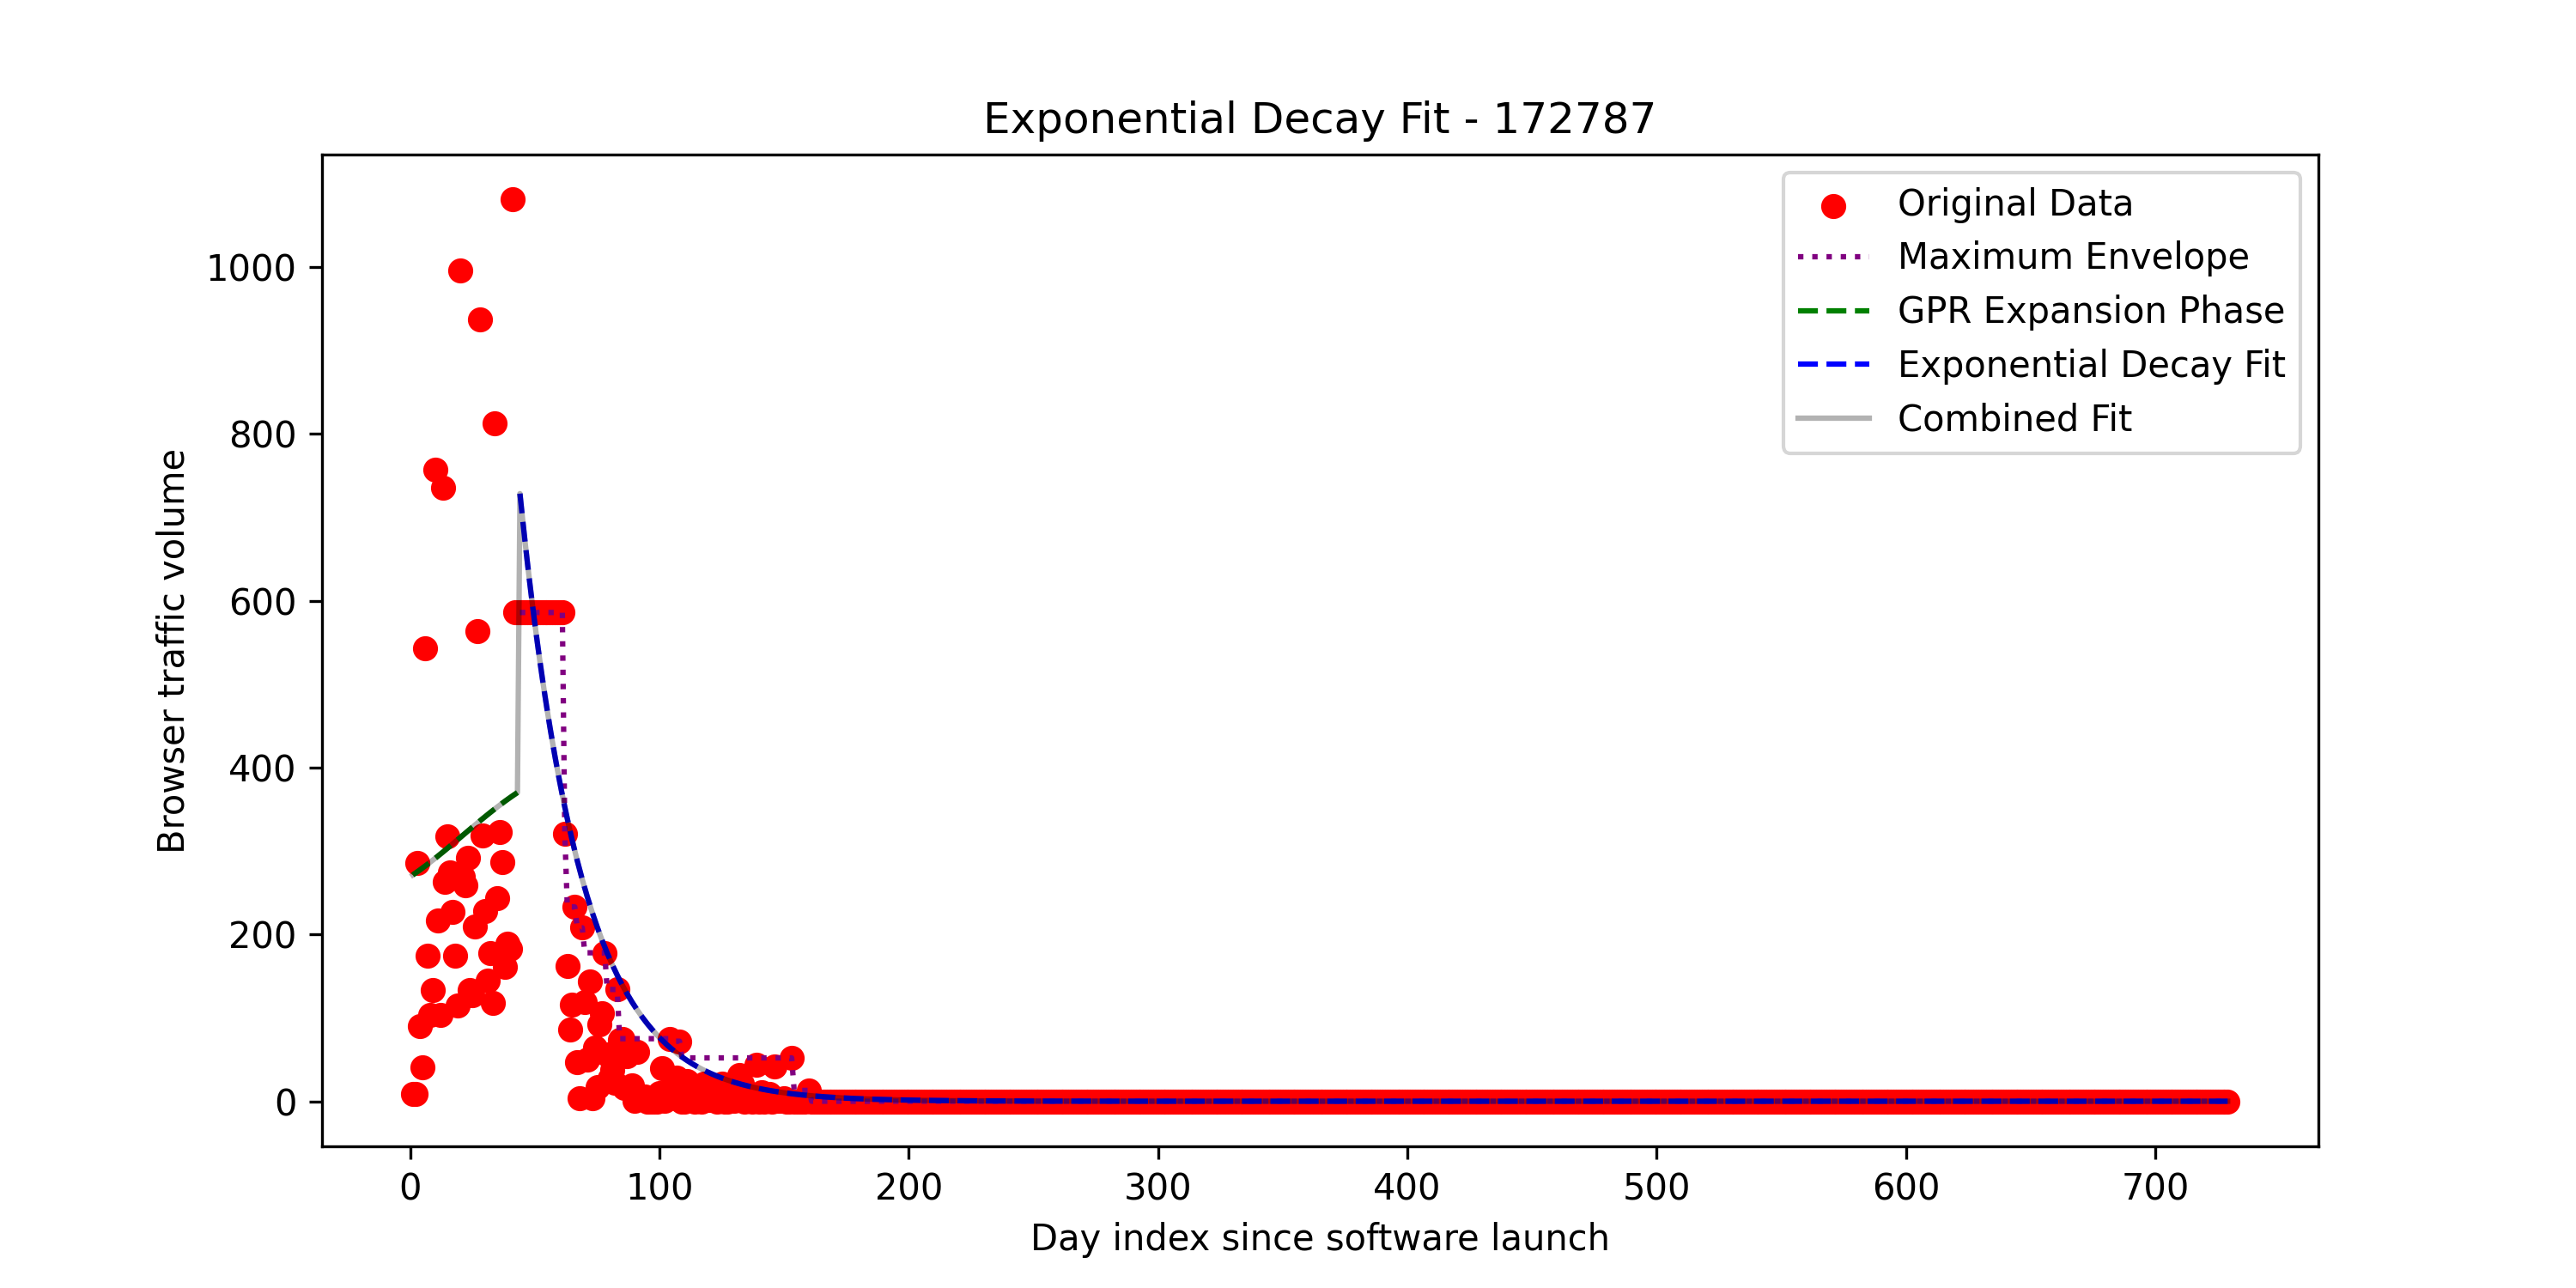 Exponential Decay Fit - 172787
Original Data
Maximum Envelope
GPR Expansion Phase
Exponential Decay Fit
Combined Fit
Browser traffic volume
1000
800
600
400
200
0
0 100 200 300 400 500 600 700
Day index since software launch